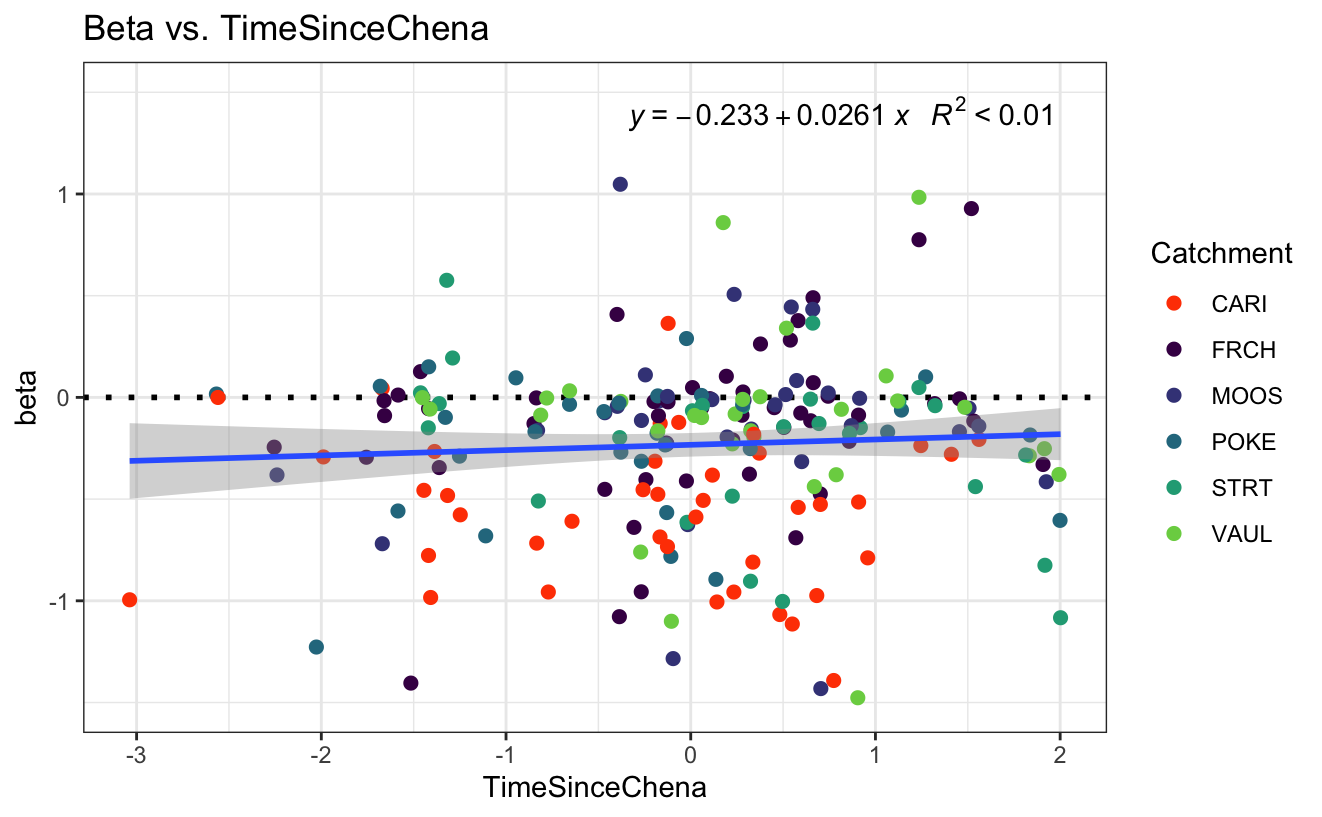 Beta vs. TimeSinceChena
y = −0.233 + 0.0261 x R² < 0.01
1
0
-1
beta
-3 -2 -1 0 1 2
TimeSinceChena
Catchment
CARI
FRCH
MOOS
POKE
STRT
VAUL